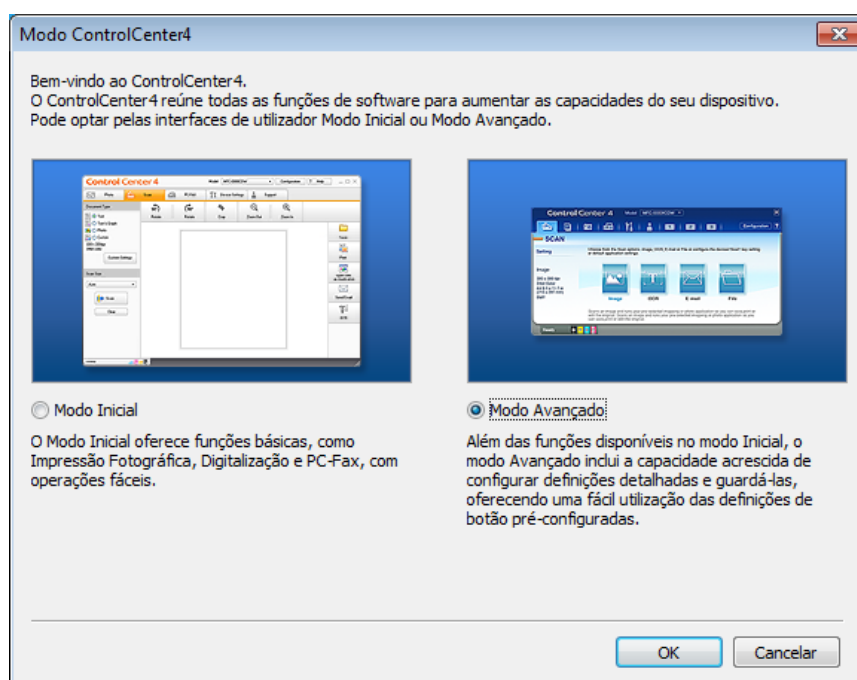 Modo ControlCenter4
Bem-vindo ao ControlCenter4.
O ControlCenter4 reúne todas as funções de software para aumentar as capacidades do seu dispositivo.
Pode optar pelas interfaces de utilizador Modo Inicial ou Modo Avançado.
Control Center 4
Control Center 4
SCAN
Setting
Image
Image
OCR
E-mail
File
Modo Inicial
O Modo Inicial oferece funções básicas, como
Impressão Fotográfica, Digitalização e PC-Fax, com
operações fáceis.
Modo Avançado
Além das funções disponíveis no modo Inicial, o
modo Avançado inclui a capacidade acrescida de
configurar definições detalhadas e guardá-las,
oferecendo uma fácil utilização das definições de
botão pré-configuradas.
OK
Cancelar